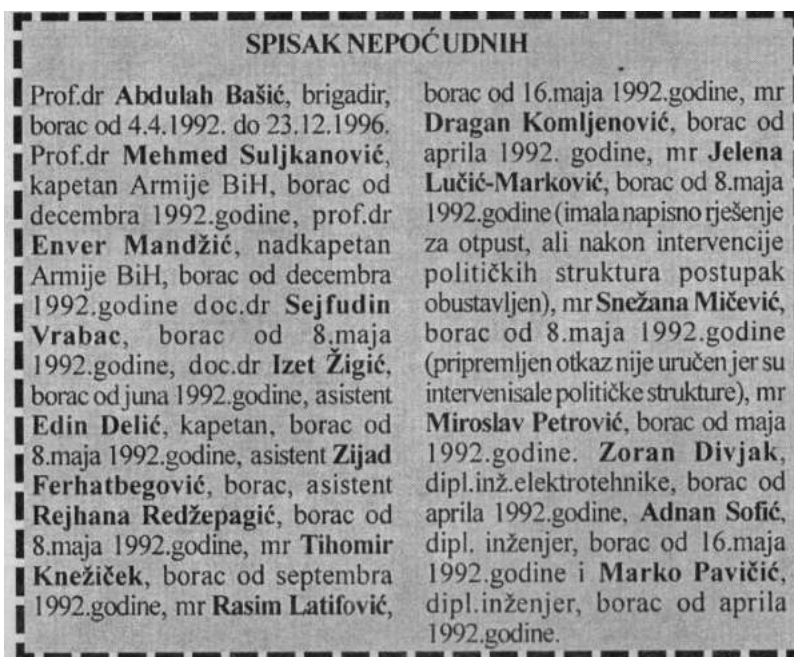 SPISAK NEPOĆUDNIH
Prof.dr Abdulah Bašić, brigadir,
borac od 4.4.1992. do 23.12.1996.
Prof.dr Mehmed Suljkanović,
kapetan Armije BiH, borac od
decembra 1992.godine, prof.dr
Enver Mandžić, nadkapetan
Armije BiH, borac od decembra
1992.godine doc.dr Sejfudin
Vrabac, borac od 8.maja
1992.godine, doc.dr Izet Žigić,
borac od juna 1992.godine, asistent
Edin Delić, kapetan, borac od
8.maja 1992.godine, asistent Zijad
Ferhatbegović, borac, asistent
Rejhana Redžepagić, borac od
8.maja 1992.godine, mr Tihomir
Knežiček, borac od septembra
1992.godine, mr Rasim Latifović,
borac od 16.maja 1992.godine, mr
Dragan Komljenović, borac od
aprila 1992. godine, mr Jelena
Lučić-Marković, borac od 8.maja
1992.godine (imala napisno rješenje
za otpust, ali nakon intervencije
političkih struktura postupak
obustavljen), mr Snežana Mičević,
borac od 8.maja 1992.godine
(pripremljen otkaz nije uručen jer su
intervenisale političke strukture), mr
Miroslav Petrović, borac od maja
1992.godine. Zoran Divjak,
dipl.inž.elektrotehnike, borac od
aprila 1992.godine, Adnan Sofić,
dipl. inženjer, borac od 16.maja
1992.godine i Marko Pavičić,
dipl.inženjer, borac od aprila
1992.godine.